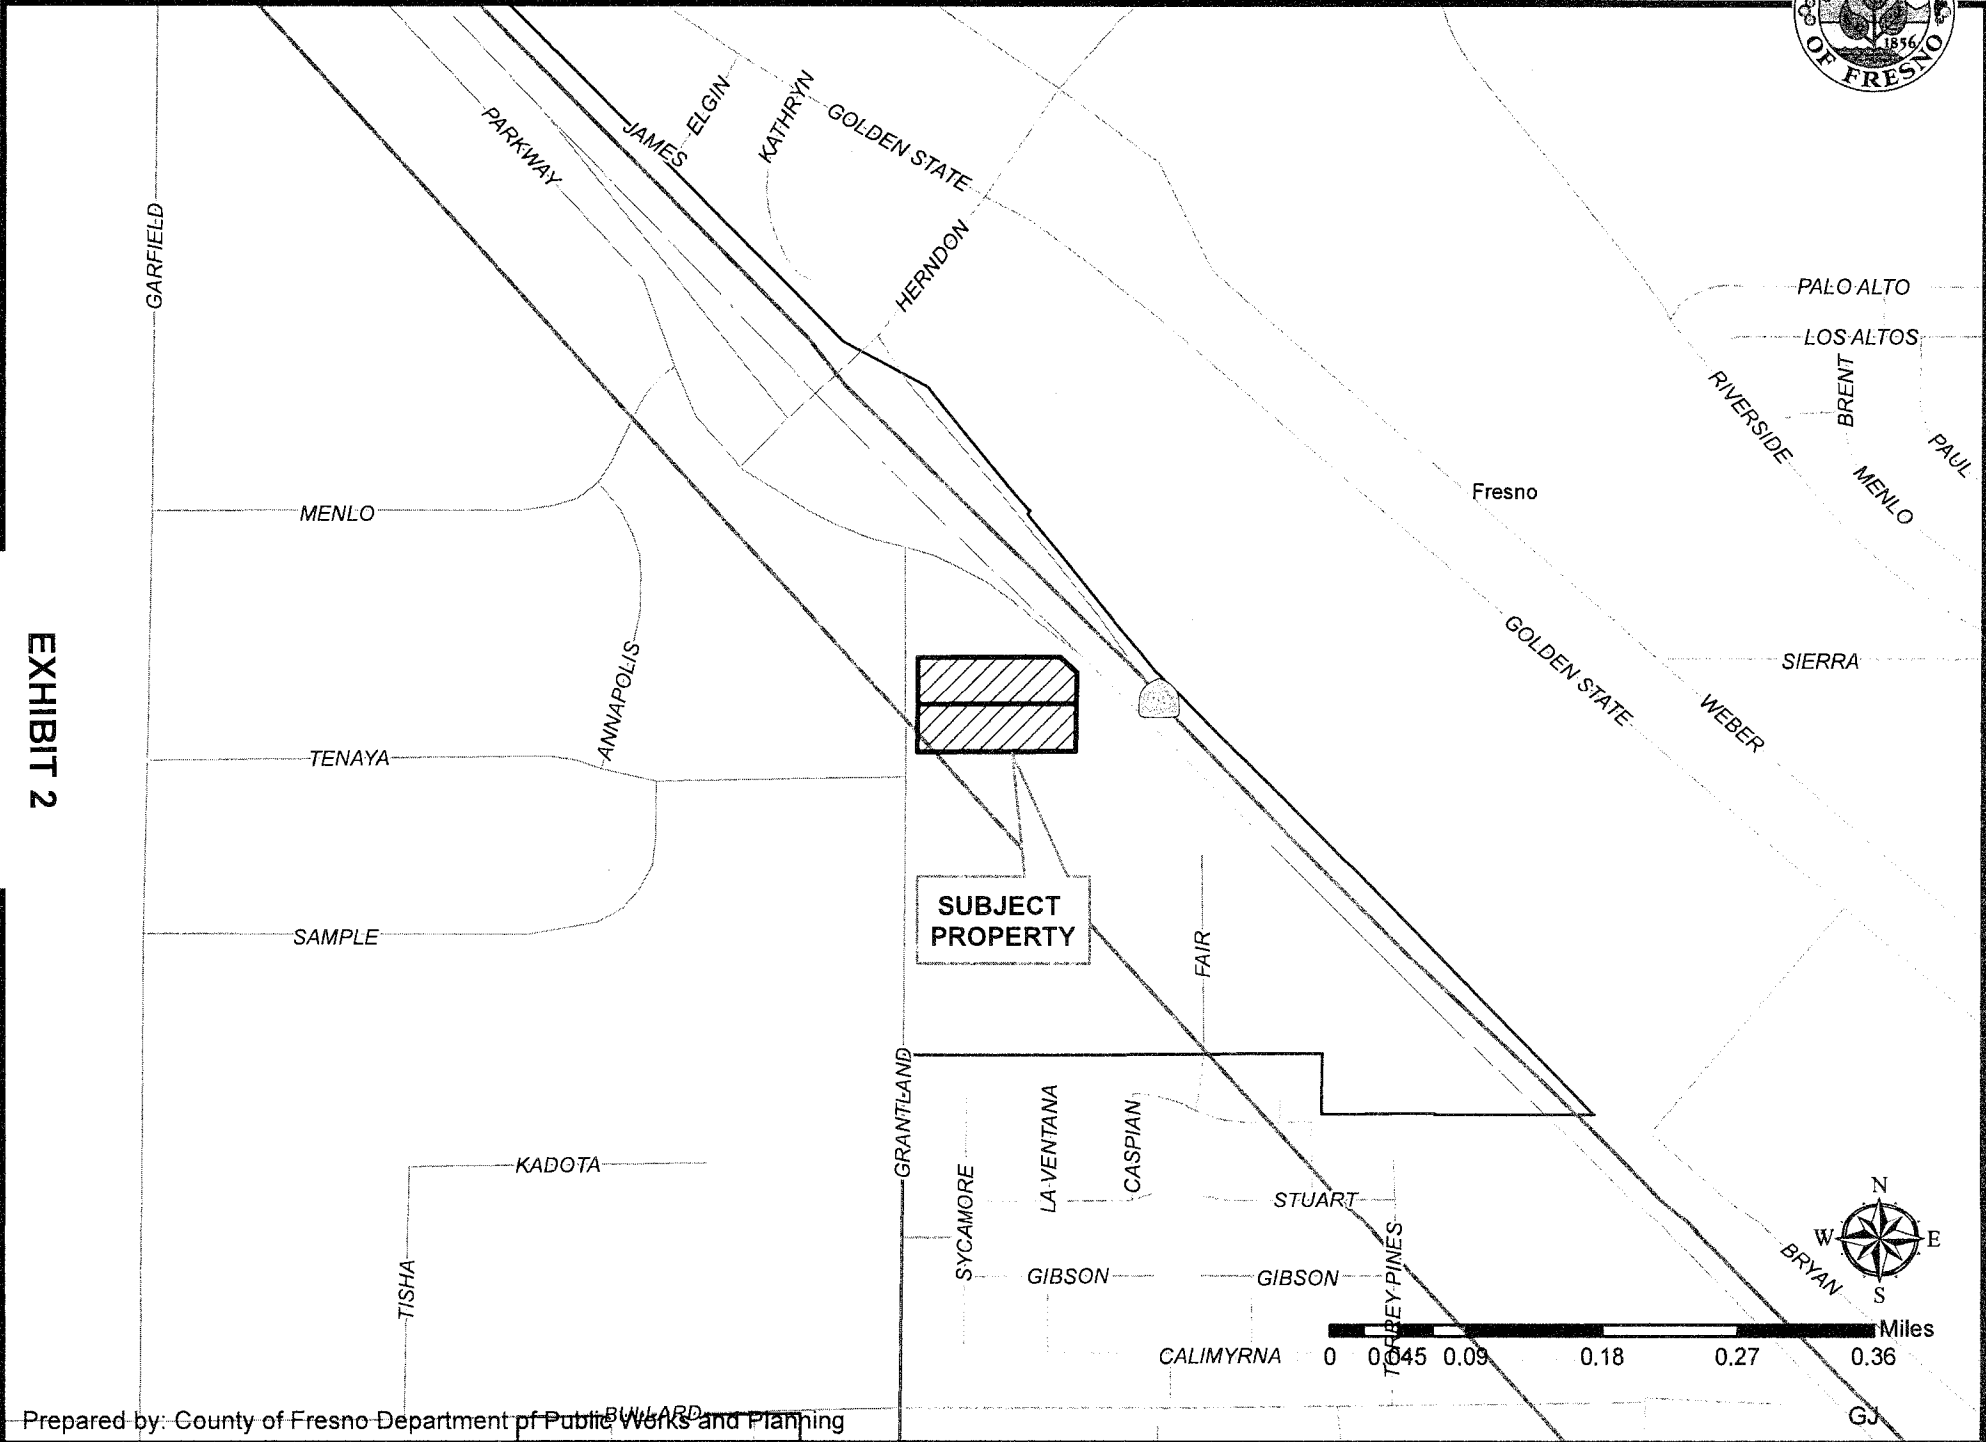 1856
OF FRESNO
ELGIN
KATHRYN
PARKWAY
JAMES
GOLDEN STATE
GARFIELD
HERNDON
PALO ALTO
LOS ALTOS
BRENT
RIVERSIDE
PAUL
MENLO
Fresno
MENLO
EXHIBIT 2
ANNAPOLIS
GOLDEN STATE
SIERRA
WEBER
TENAYA
SUBJECT
PROPERTY
SAMPLE
FAIR
GRANTLAND
LA VENTANA
CASPIAN
SYCAMORE
KADOTA
STUART
TORREY PINES
TISHA
GIBSON
GIBSON
BRYAN
N
W
E
S
Miles
0 0.045 0.09 0.18 0.27 0.36
CALIMYRNA
BULLARD
Prepared by: County of Fresno Department of Public Works and Planning
GJ